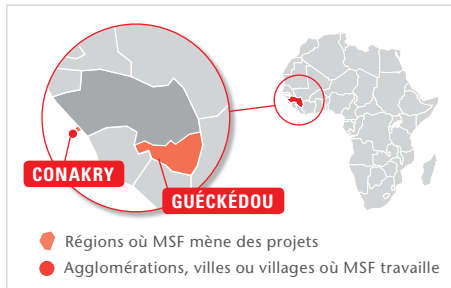 CONAKRY
GUÉCKÉDOU
Régions où MSF mène des projets
Agglomérations, villes ou villages où MSF travaille